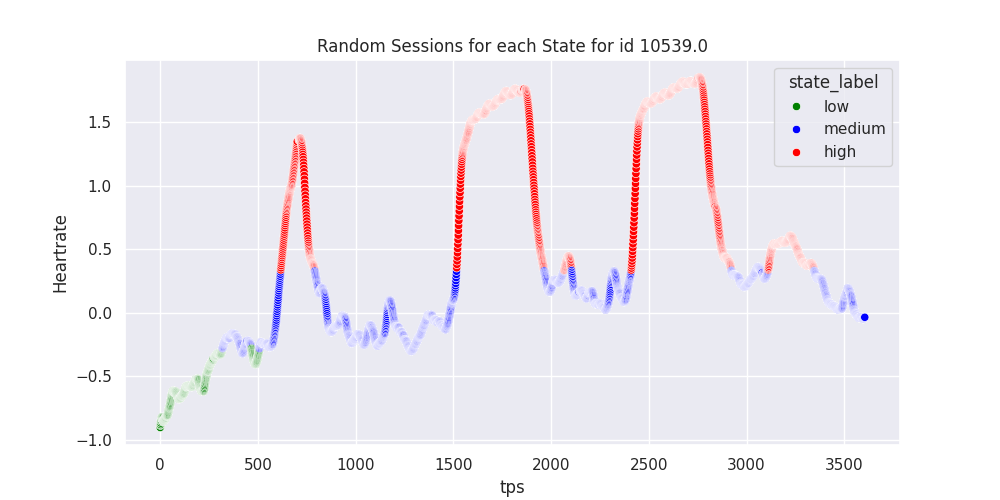 Random Sessions for each State for id 10539.0
state_label
low
medium
high
Heartrate
1.5
1.0
0.5
0.0
−0.5
−1.0
0
500
1000
1500
2000
2500
3000
3500
tps